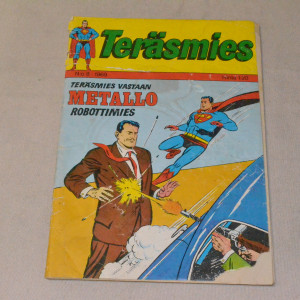 Teräsmies
TERÄSMIES VASTAAN
METALLO
ROBOTTIMIES